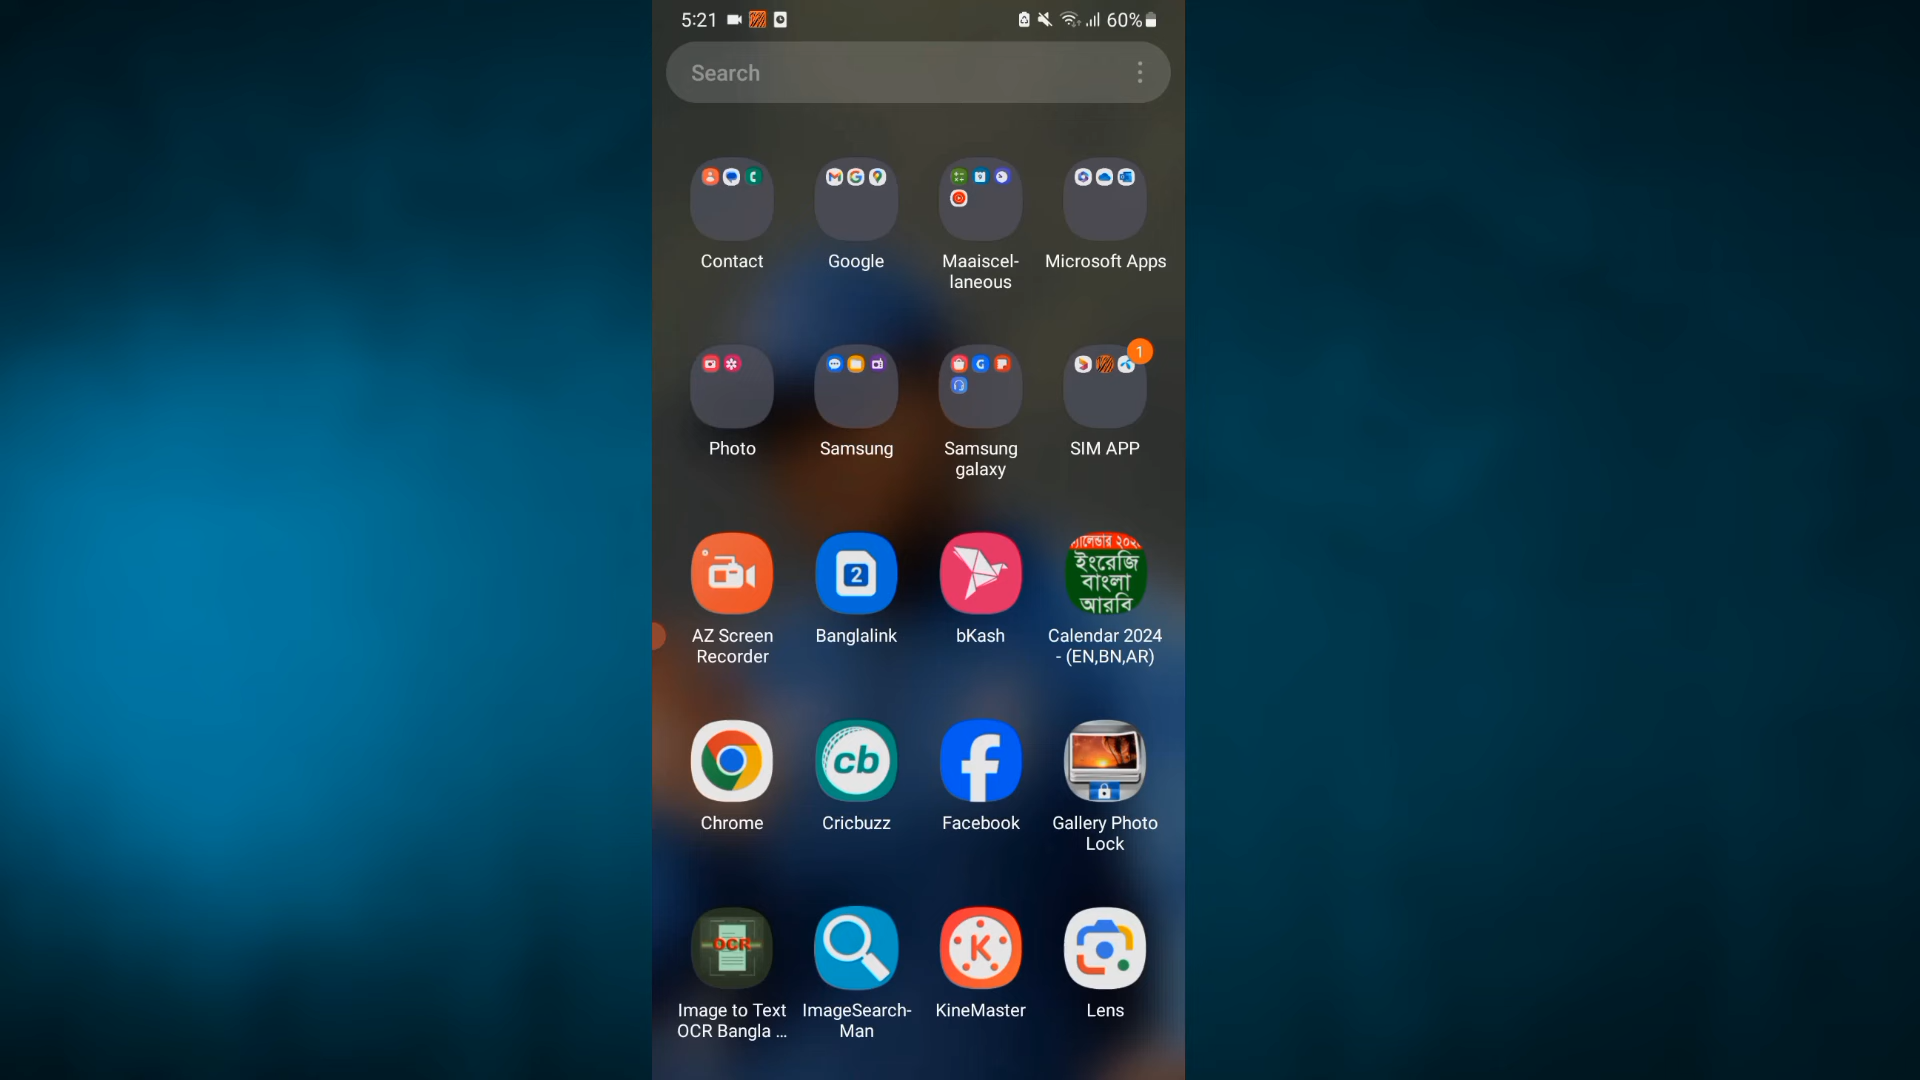 5:21
60%
Search
Contact
Google
Maaiscel-
laneous
Microsoft Apps
1
Photo
Samsung
Samsung
galaxy
SIM APP
2
ইংরেজি
বাংলা
আরবি
AZ Screen
Recorder
Banglalink
bKash
Calendar 2024
- (EN,BN,AR)
cb
Chrome
Cricbuzz
Facebook
Gallery Photo
Lock
OCR
K
Image to Text
OCR Bangla ...
ImageSearch-
Man
KineMaster
Lens